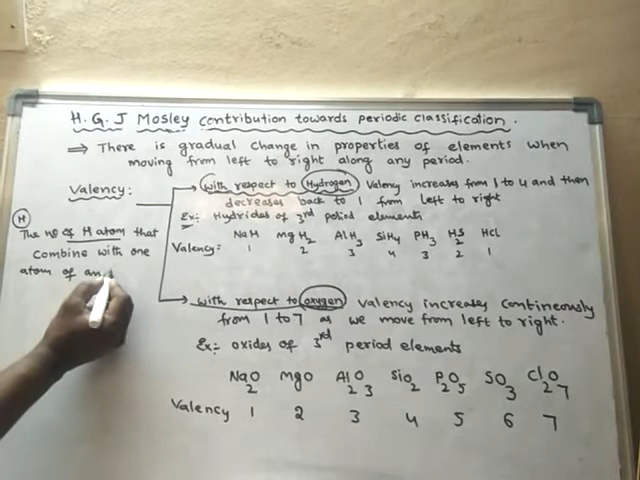 H. G. J Mosley contribution towards periodic classification.
⇒ There is gradual change in properties of elements when
moving from left to right along any period.
Valency:
with respect to Hydrogen Valency increases from 1 to 4 and then
decreases back to 1 from left to right
Ex:- Hydrides of 3rd peliod elements
NaH MgH2 AlH3 SiH4 PH3 H2S HCl
Valency: 1 2 3 4 3 2 1
H
The no of H atom that
combine with one
atom of an
with respect to oxygen Valency increases contineously
from 1 to 7 as we move from left to right.
Ex:- oxides of 3rd period elements
Na2O MgO Al2O3 SiO2 P2O5 SO3 Cl2O7
Valency 1 2 3 4 5 6 7